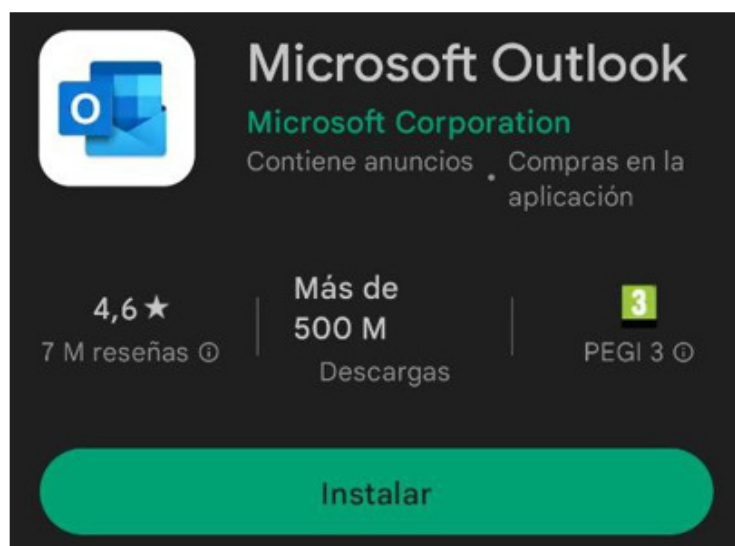 O
Microsoft Outlook
Microsoft Corporation
Contiene anuncios · Compras en la
aplicación
4,6 ★
7 M reseñas
Más de
500 M
Descargas
3
PEGI 3
Instalar